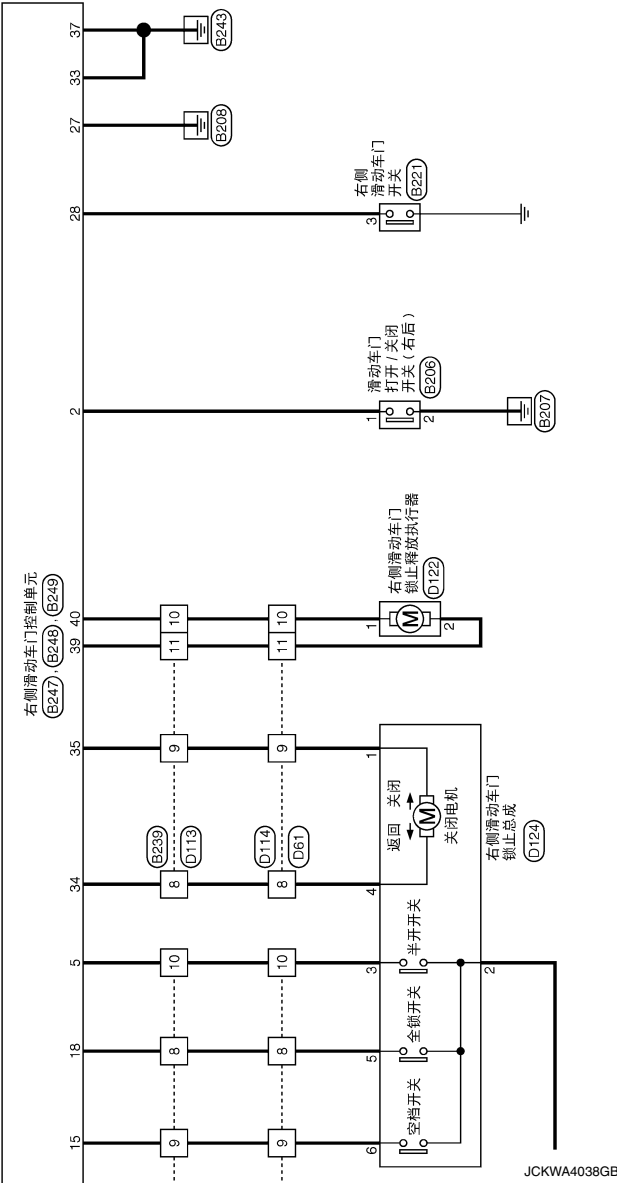 37
B243
33
27
B208
28
3
右侧
滑动车门
开关
B221
2
1
滑动车门
打开 / 关闭
开关 ( 右后 )
B206
2
B207
右侧滑动车门控制单元
B247 , B248 , B249
40
10
10
1
右侧滑动车门
锁止释放执行器
D122
M
2
39
11
11
35
9
9
1
返回 关闭
M
关闭电机
右侧滑动车门
锁止总成
D124
B239
D113
D114
D61
34
8
8
4
5
10
10
3
半开开关
2
18
8
8
5
全锁开关
15
9
9
6
空档开关
JCKWA4038GB